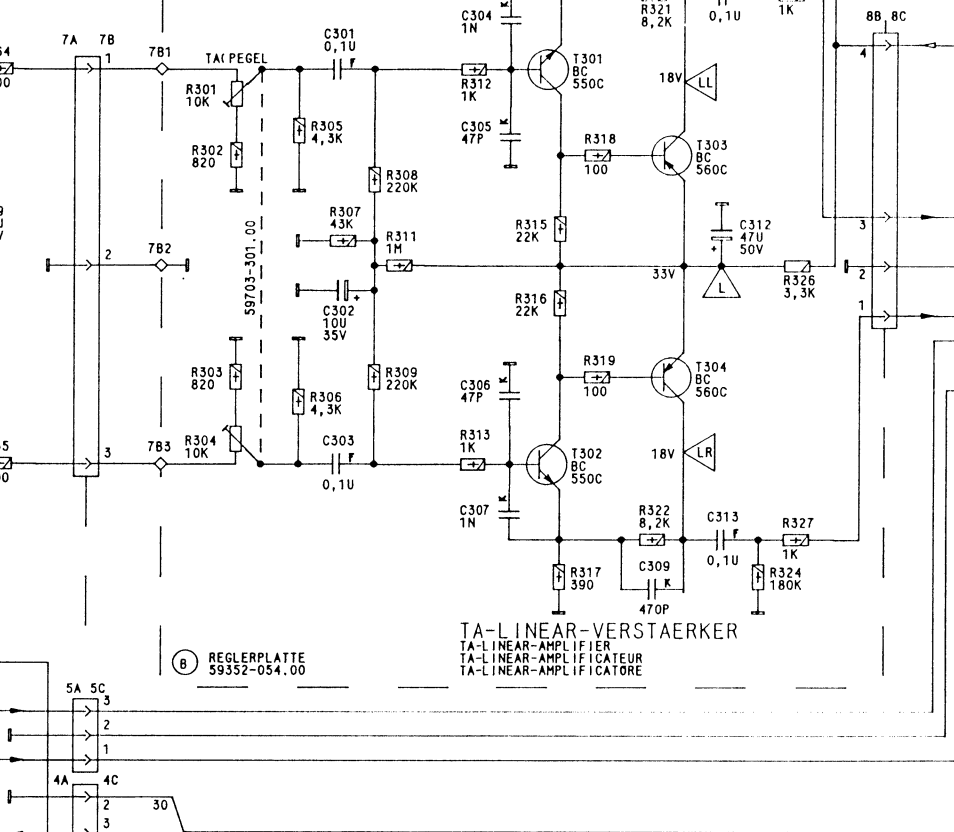 C304
1N
R321
8,2K
0,1U
1K
8B 8C
7A 7B
7B1
TA(PEGEL
C301
0,1U
F
K
T301
BC
550C
18V
LL
4
1
R301
10K
R312
1K
R302
820
R305
4,3K
C305
47P
K
R318
100
T303
BC
560C
R308
220K
R307
43K
R311
1M
R315
22K
C312
47U
50V
+
3
2
7B2
59703-301.00
33V
L
R326
3,3K
2
C302
10U
35V
+
R316
22K
1
R303
820
R306
4,3K
R309
220K
C306
47P
K
R319
100
T304
BC
560C
R304
10K
7B3
3
C303
F
0,1U
R313
1K
T302
BC
550C
18V
LR
C307
1N
K
R322
8,2K
C313
F
0,1U
R327
1K
R317
390
C309
K
470P
R324
180K
TA-LINEAR-VERSTAERKER
TA-LINEAR-AMPLIFIER
TA-LINEAR-AMPLIFICATEUR
TA-LINEAR-AMPLIFICATORE
B
REGLERPLATTE
59352-054.00
5A 5C
3
2
1
4A 4C
30
2
3